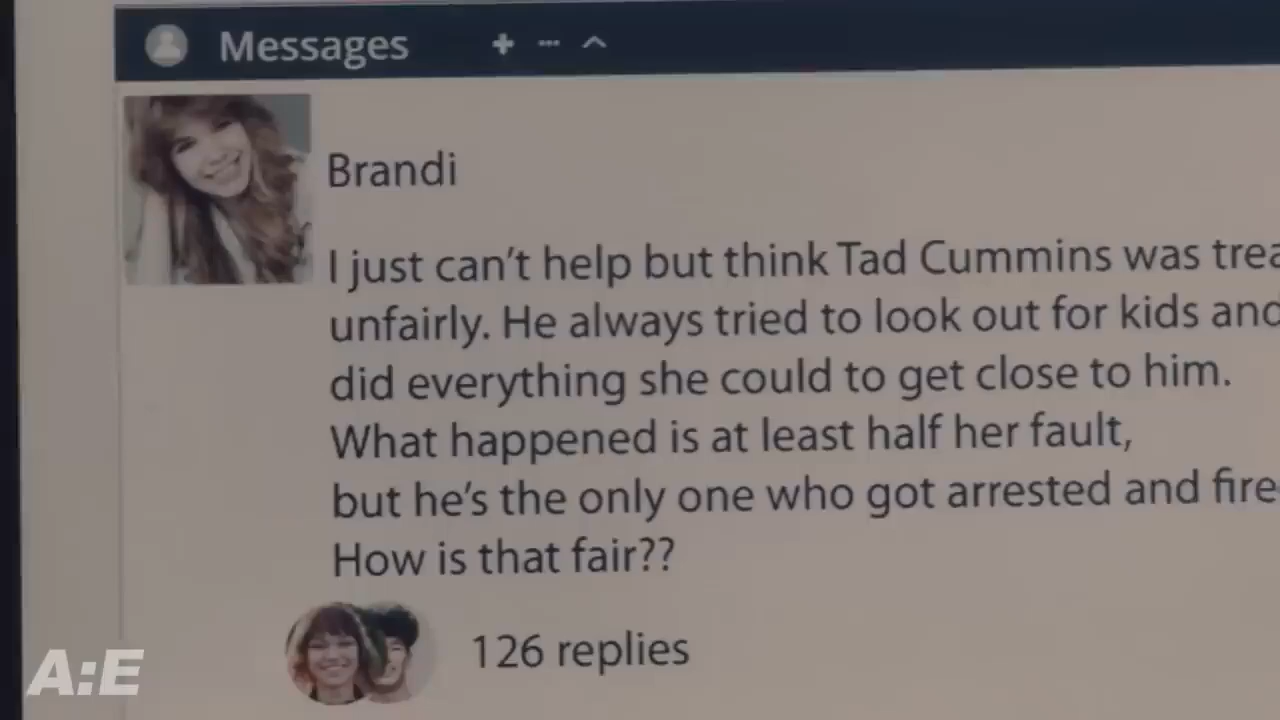 Messages
Brandi
I just can't help but think Tad Cummins was
unfairly. He always tried to look out for kids and
did everything she could to get close to him.
What happened is at least half her fault,
but he's the only one who got arrested and
How is that fair??
126 replies
A:E